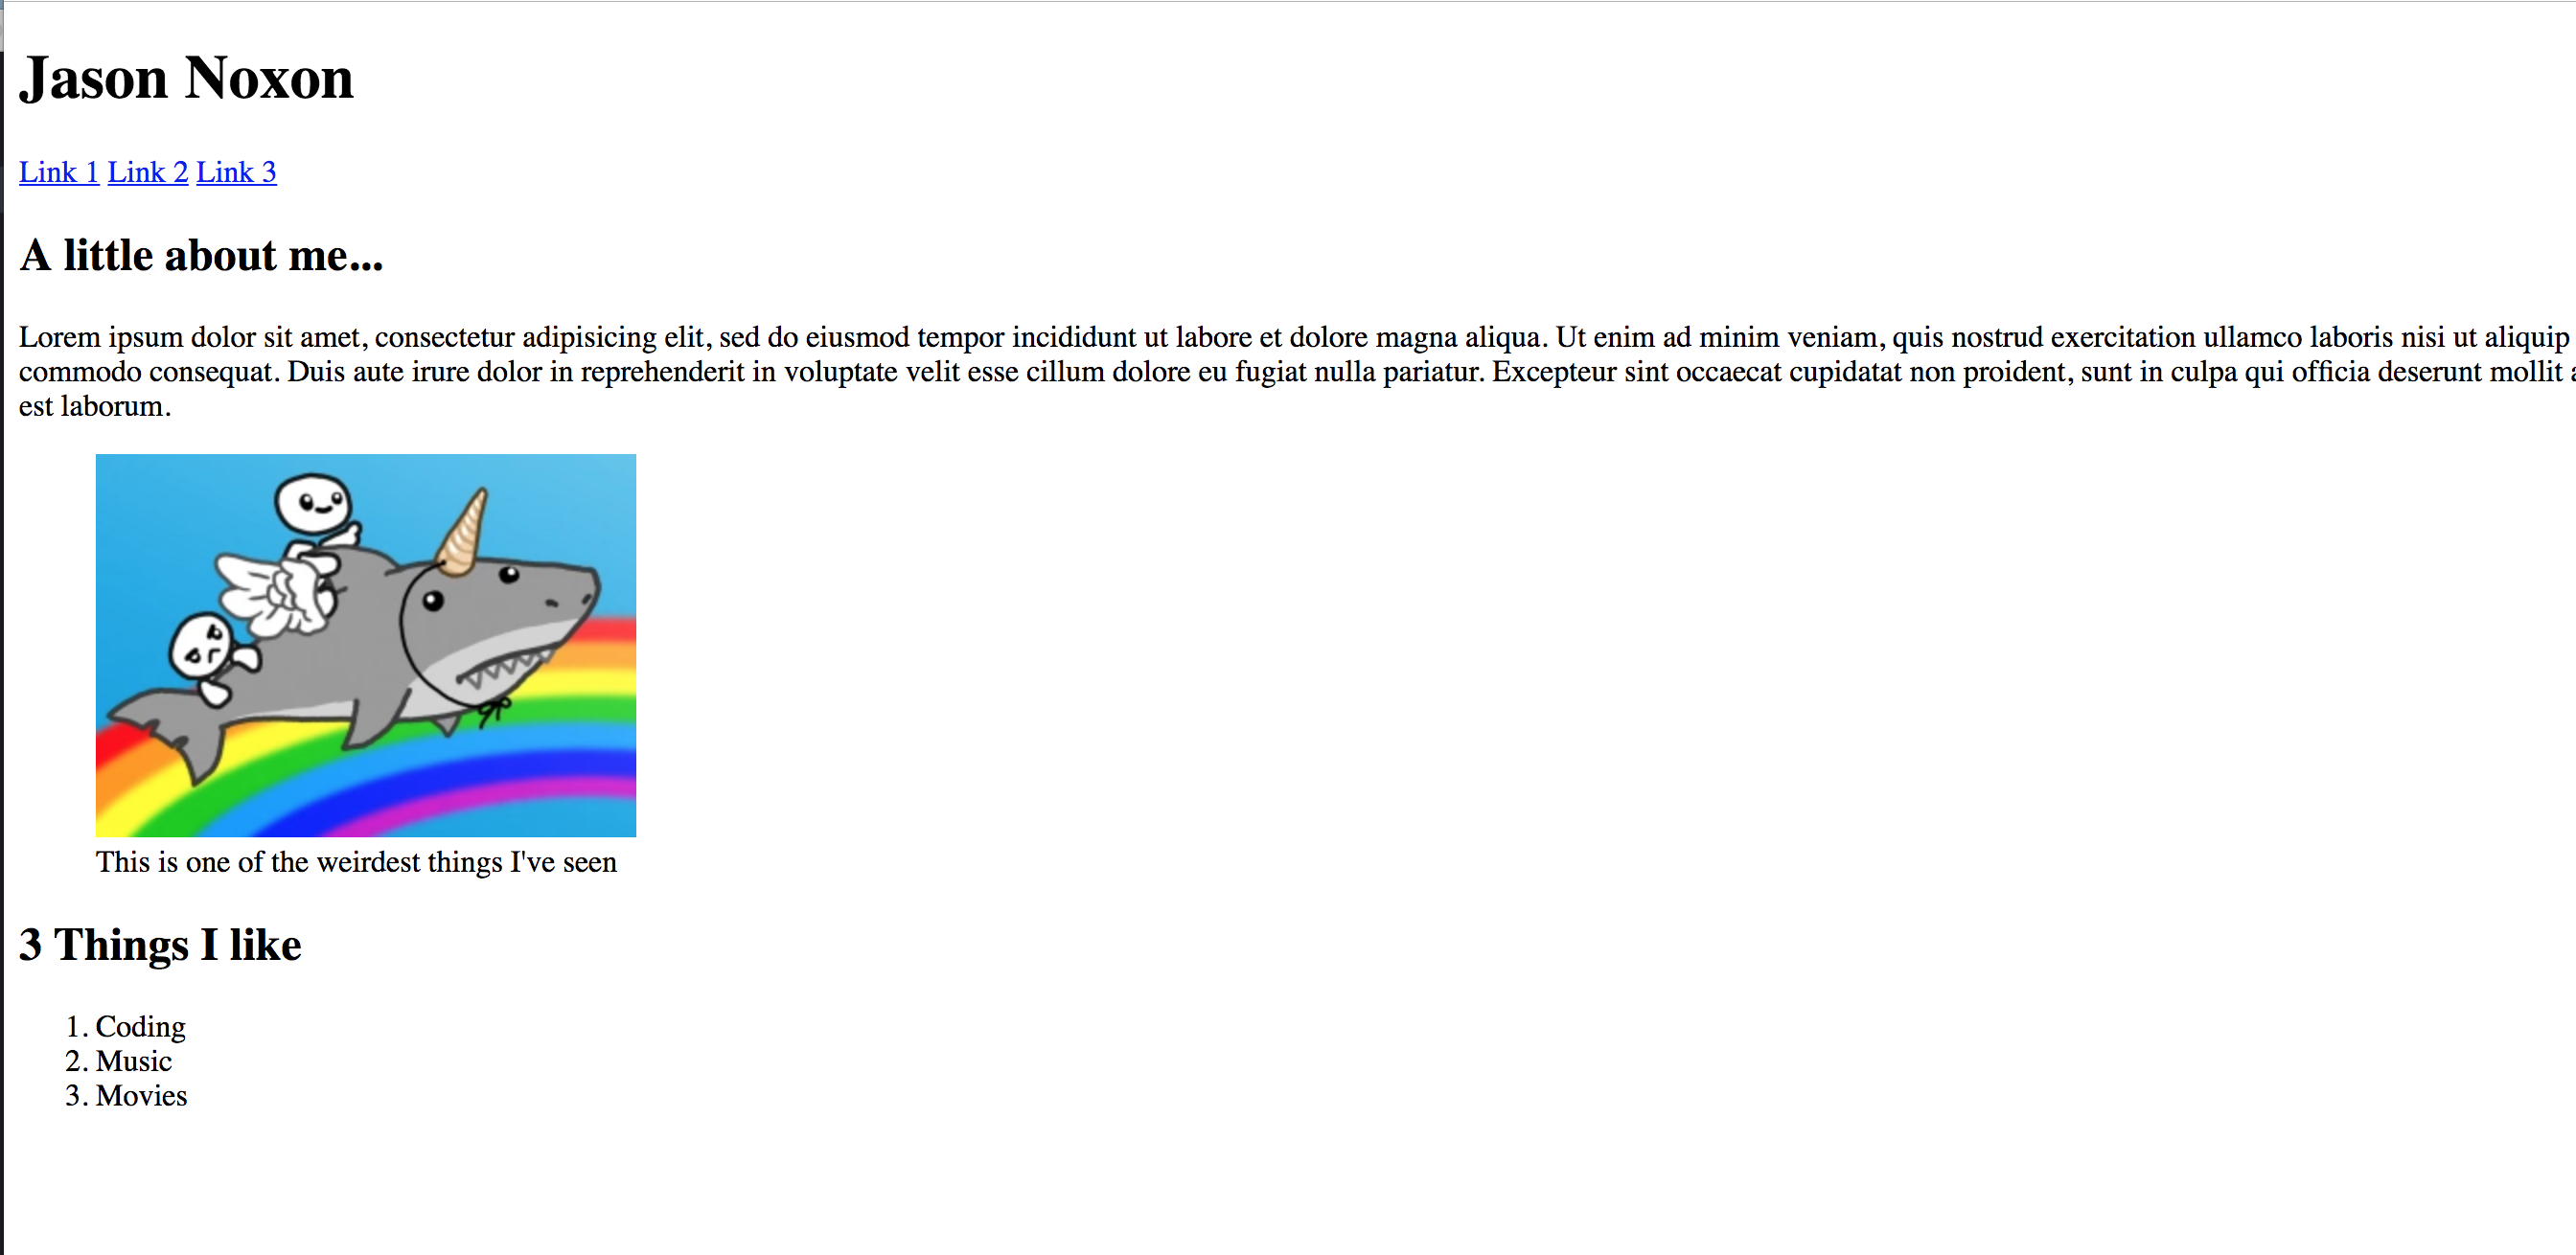 Jason Noxon
Link 1 Link 2 Link 3
A little about me...
Lorem ipsum dolor sit amet, consectetur adipisicing elit, sed do eiusmod tempor incididunt ut labore et dolore magna aliqua. Ut enim ad minim veniam, quis nostrud exercitation ullamco laboris nisi ut aliquip
commodo consequat. Duis aute irure dolor in reprehenderit in voluptate velit esse cillum dolore eu fugiat nulla pariatur. Excepteur sint occaecat cupidatat non proident, sunt in culpa qui officia deserunt mollit
est laborum.
This is one of the weirdest things I've seen
3 Things I like
1. Coding
2. Music
3. Movies